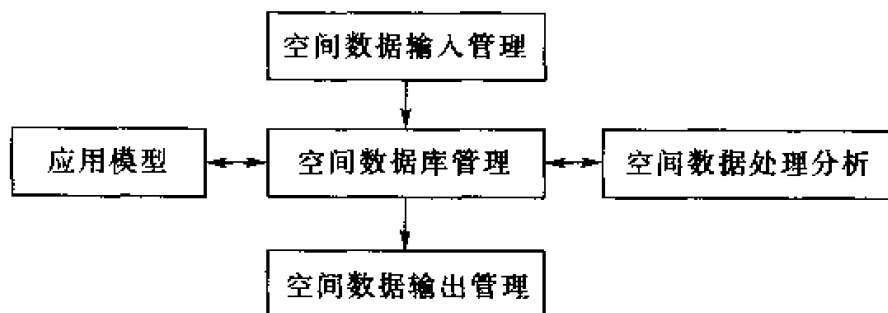 空间数据输入管理
应用模型
空间数据库管理
空间数据处理分析
空间数据输出管理